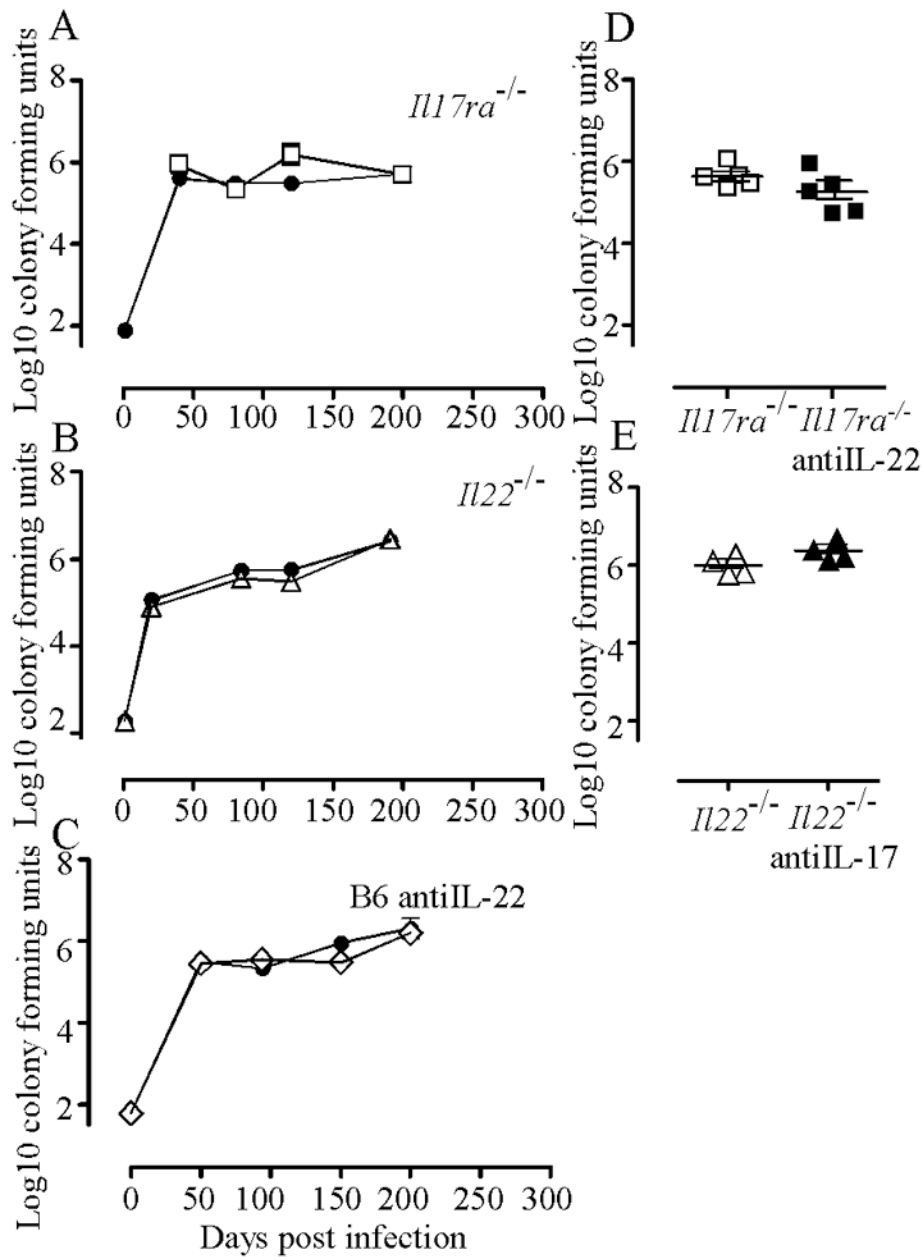 A
Log10 colony forming units
8
6
4
2
Il17ra-/-
0 50 100 150 200 250 300
B
Log10 colony forming units
8
6
4
2
Il22-/-
0 50 100 150 200 250 300
C
Log10 colony forming units
8
6
4
2
B6 antiIL-22
0 50 100 150 200 250 300
Days post infection
D
Log10 colony forming units
8
6
4
2
Il17ra-/- Il17ra-/-
antiIL-22
E
Log10 colony forming units
8
6
4
2
Il22-/- Il22-/-
antiIL-17